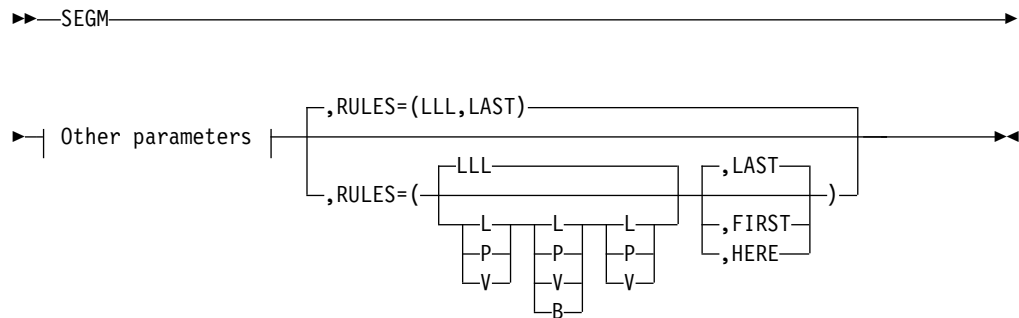 SEGM
,RULES=(LLL,LAST)
Other parameters
LLL ,LAST
,RULES=( )
L L L ,FIRST
P P P ,HERE
V V V
B